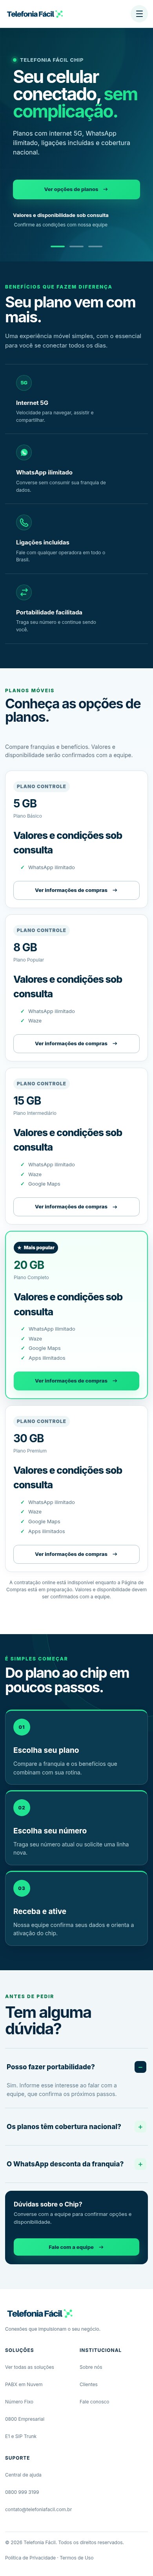 Telefonia Fácil
TELEFONIA FÁCIL CHIP
Seu celular
conectado, sem
complicação.
Planos com internet 5G, WhatsApp
ilimitado, ligações incluídas e cobertura
nacional.
Ver opções de planos →
Valores e disponibilidade sob consulta
Confirme as condições com nossa equipe
BENEFÍCIOS QUE FAZEM DIFERENÇA
Seu plano vem com
mais.
Uma experiência móvel simples, com o essencial
para você se conectar todos os dias.
5G
Internet 5G
Velocidade para navegar, assistir e
compartilhar.
WhatsApp ilimitado
Converse sem consumir sua franquia de
dados.
Ligações incluídas
Fale com qualquer operadora em todo o
Brasil.
Portabilidade facilitada
Traga seu número e continue sendo
você.
PLANOS MÓVEIS
Conheça as opções de
planos.
Compare franquias e benefícios. Valores e
disponibilidade serão confirmados com a equipe.
PLANO CONTROLE
5 GB
Plano Básico
Valores e condições sob
consulta
✓ WhatsApp ilimitado
Ver informações de compras →
PLANO CONTROLE
8 GB
Plano Popular
Valores e condições sob
consulta
✓ WhatsApp ilimitado
✓ Waze
Ver informações de compras →
PLANO CONTROLE
15 GB
Plano Intermediário
Valores e condições sob
consulta
✓ WhatsApp ilimitado
✓ Waze
✓ Google Maps
Ver informações de compras →
★ Mais popular
20 GB
Plano Completo
Valores e condições sob
consulta
✓ WhatsApp ilimitado
✓ Waze
✓ Google Maps
✓ Apps ilimitados
Ver informações de compras →
PLANO CONTROLE
30 GB
Plano Premium
Valores e condições sob
consulta
✓ WhatsApp ilimitado
✓ Waze
✓ Google Maps
✓ Apps ilimitados
Ver informações de compras →
A contratação online está indisponível enquanto a Página de
Compras está em preparação. Valores e disponibilidade devem
ser confirmados com a equipe.
É SIMPLES COMEÇAR
Do plano ao chip em
poucos passos.
01
Escolha seu plano
Compare a franquia e os benefícios que
combinam com sua rotina.
02
Escolha seu número
Traga seu número atual ou solicite uma linha
nova.
03
Receba e ative
Nossa equipe confirma seus dados e orienta a
ativação do chip.
ANTES DE PEDIR
Tem alguma
dúvida?
Posso fazer portabilidade? −
Sim. Informe esse interesse ao falar com a
equipe, que confirma os próximos passos.
Os planos têm cobertura nacional? +
O WhatsApp desconta da franquia? +
Dúvidas sobre o Chip?
Converse com a equipe para confirmar preços e
disponibilidade.
Fale com a equipe →
Telefonia Fácil
Conexões que impulsionam o seu negócio.
SOLUÇÕES
Ver todas as soluções
PABX em Nuvem
Número Fixo
0800 Empresarial
E1 e SIP Trunk
INSTITUCIONAL
Sobre nós
Clientes
Fale conosco
SUPORTE
Central de ajuda
0800 999 3199
contato@telefoniafacil.com.br
© 2026 Telefonia Fácil. Todos os direitos reservados.
Política de Privacidade · Termos de Uso